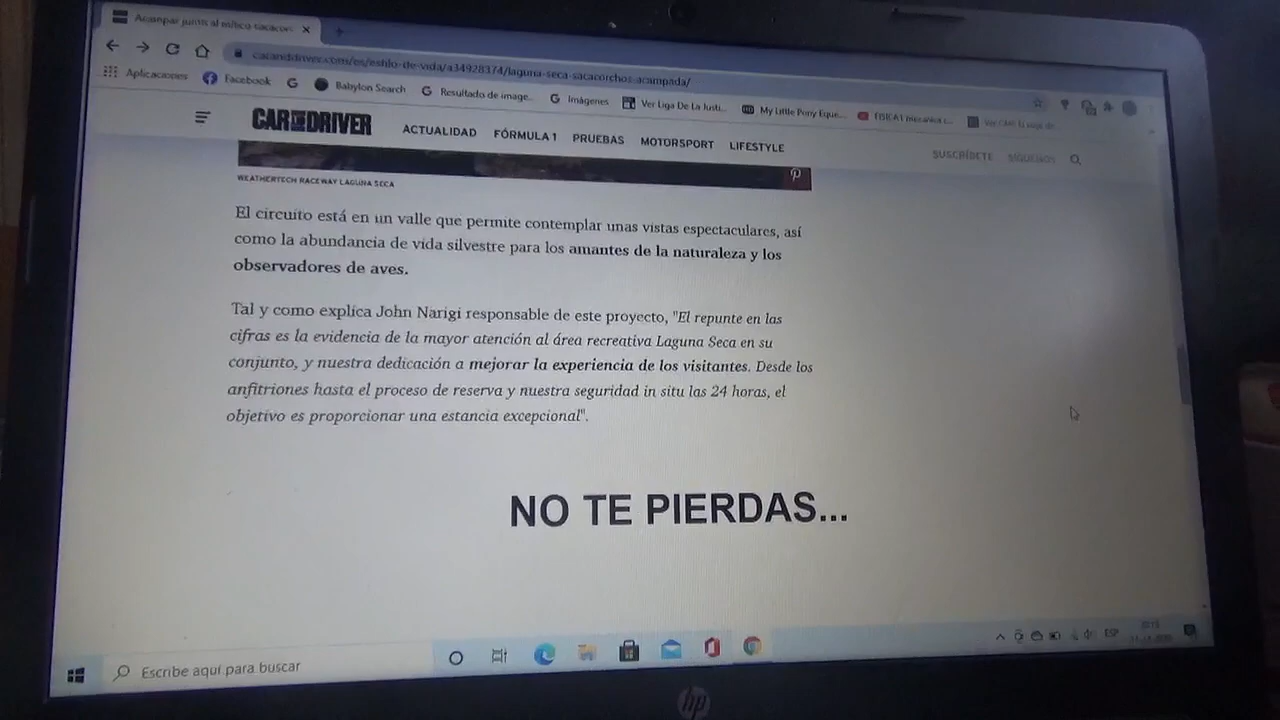 Acampar junto al mítico sacacor
caranddriver.com/es/estilo-de-vida/a34928374/laguna-seca-sacacorchos-acampada/
Aplicaciones Facebook Babylon Search Resultado de image... Imágenes Ver Liga De La Justi... My Little Pony Eque...
CAR AND DRIVER ACTUALIDAD FÓRMULA 1 PRUEBAS MOTORSPORT LIFESTYLE SUSCRÍBETE SÍGUENOS
WEATHERTECH RACEWAY LAGUNA SECA
El circuito está en un valle que permite contemplar unas vistas espectaculares, así
como la abundancia de vida silvestre para los amantes de la naturaleza y los
observadores de aves.
Tal y como explica John Narigi responsable de este proyecto, "El repunte en las
cifras es la evidencia de la mayor atención al área recreativa Laguna Seca en su
conjunto, y nuestra dedicación a mejorar la experiencia de los visitantes. Desde los
anfitriones hasta el proceso de reserva y nuestra seguridad in situ las 24 horas, el
objetivo es proporcionar una estancia excepcional".
NO TE PIERDAS...
Escribe aquí para buscar
ESP
hp